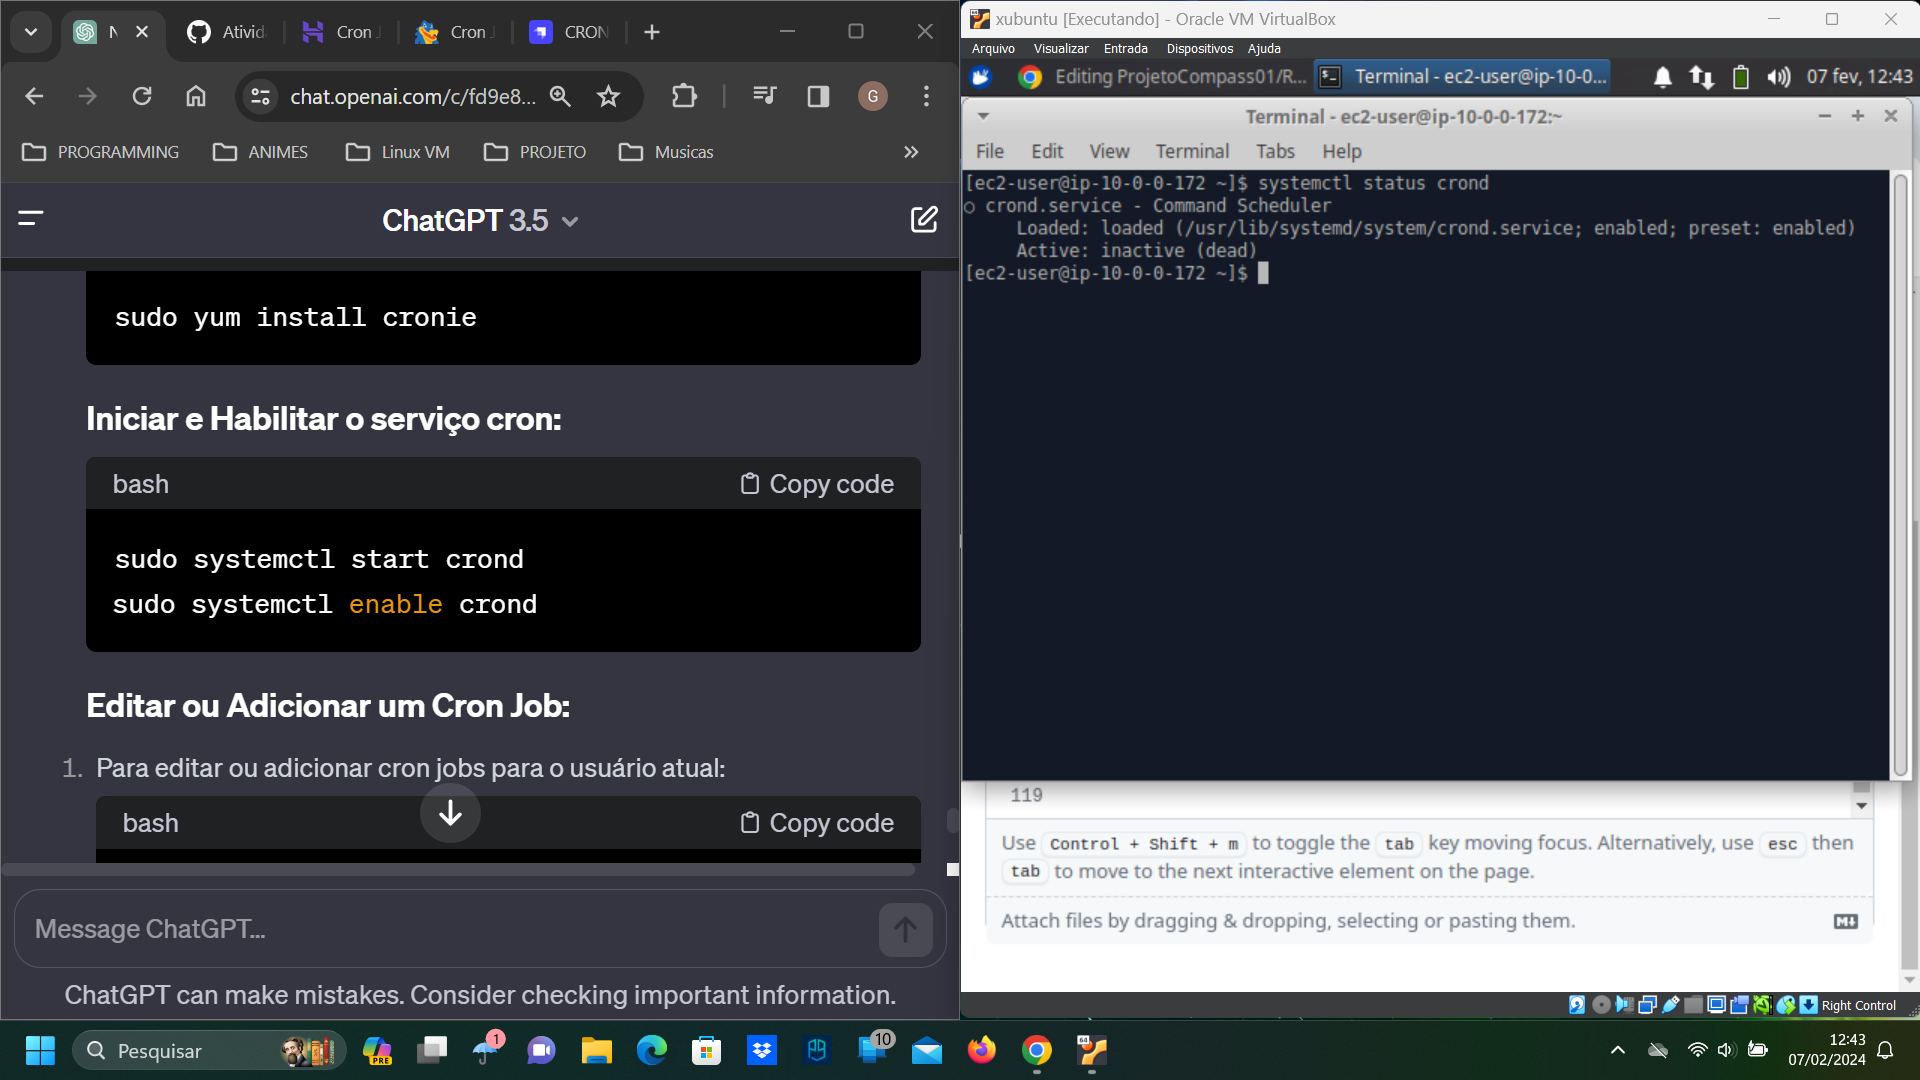 N
Ativid
Cron J
Cron J
CRON
chat.openai.com/c/fd9e8...
G
PROGRAMMING
ANIMES
Linux VM
PROJETO
Musicas
ChatGPT 3.5
sudo yum install cronie
Iniciar e Habilitar o serviço cron:
bash
Copy code
sudo systemctl start crond
sudo systemctl enable crond
Editar ou Adicionar um Cron Job:
1. Para editar ou adicionar cron jobs para o usuário atual:
bash
Copy code
Message ChatGPT...
ChatGPT can make mistakes. Consider checking important information.
xubuntu [Executando] - Oracle VM VirtualBox
Arquivo Visualizar Entrada Dispositivos Ajuda
Editing ProjetoCompass01/R...
Terminal - ec2-user@ip-10-0...
07 fev, 12:43
Terminal - ec2-user@ip-10-0-0-172:~
File Edit View Terminal Tabs Help
[ec2-user@ip-10-0-0-172 ~]$ systemctl status crond
○ crond.service - Command Scheduler
Loaded: loaded (/usr/lib/systemd/system/crond.service; enabled; preset: enabled)
Active: inactive (dead)
[ec2-user@ip-10-0-0-172 ~]$
119
Use Control + Shift + m to toggle the tab key moving focus. Alternatively, use esc then
tab to move to the next interactive element on the page.
Attach files by dragging & dropping, selecting or pasting them.
Right Control
Pesquisar
PRE
1
10
64
12:43
07/02/2024